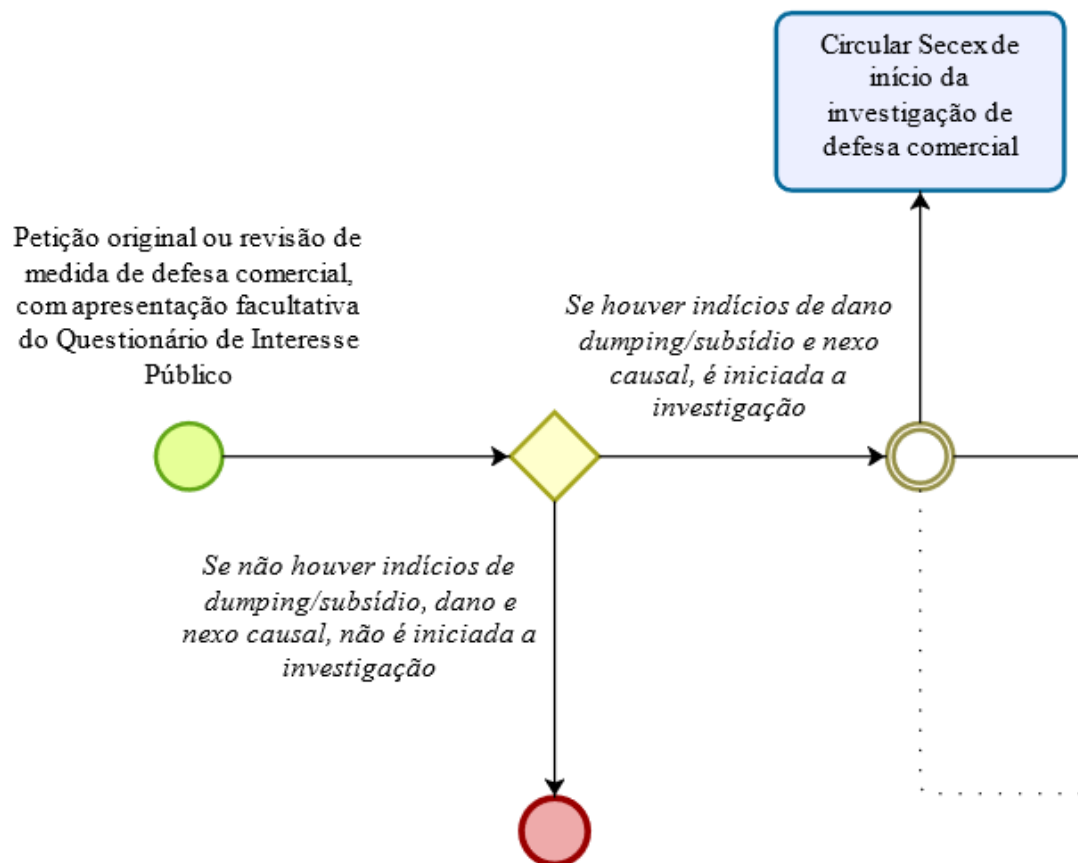 Circular Secex de
início da
investigação de
defesa comercial
Petição original ou revisão de
medida de defesa comercial,
com apresentação facultativa
do Questionário de Interesse
Público
Se houver indícios de dano
dumping/subsídio e nexo
causal, é iniciada a
investigação
Se não houver indícios de
dumping/subsídio, dano e
nexo causal, não é iniciada a
investigação